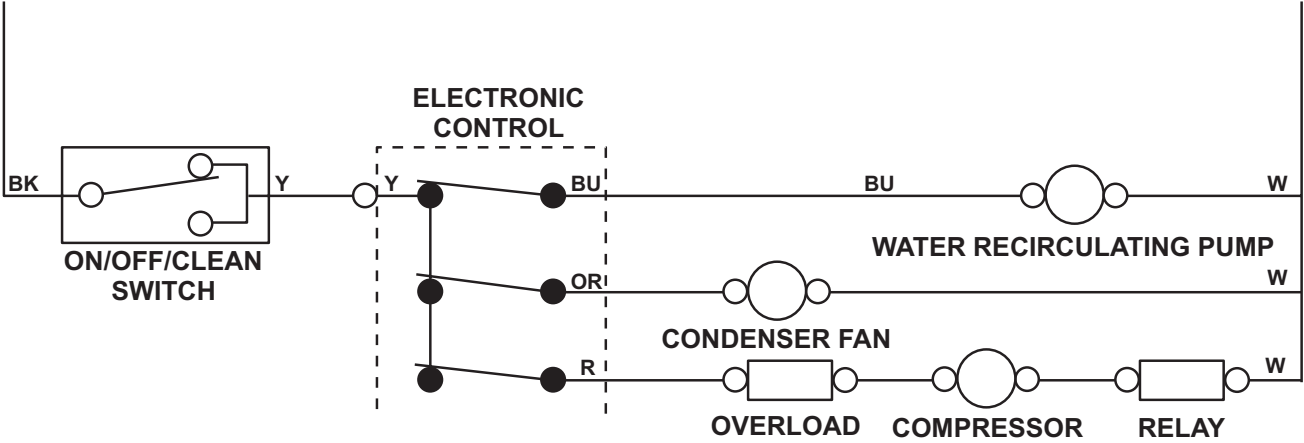 ELECTRONIC
CONTROL
BK
Y
Y
BU
BU
W
ON/OFF/CLEAN
SWITCH
WATER RECIRCULATING PUMP
OR
W
CONDENSER FAN
R
W
OVERLOAD
COMPRESSOR
RELAY